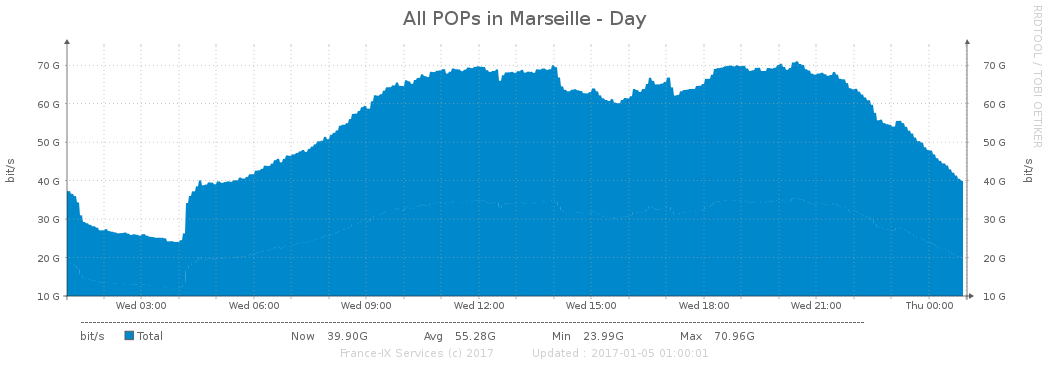 All POPs in Marseille - Day
RRDTOOL / TOBI OETIKER
bit/s
70 G 70 G
60 G 60 G
50 G 50 G
40 G 40 G
30 G 30 G
20 G 20 G
10 G 10 G
bit/s
Wed 03:00 Wed 06:00 Wed 09:00 Wed 12:00 Wed 15:00 Wed 18:00 Wed 21:00 Thu 00:00
bit/s Total Now 39.90G Avg 55.28G Min 23.99G Max 70.96G
France-IX Services (c) 2017 Updated : 2017-01-05 01:00:01